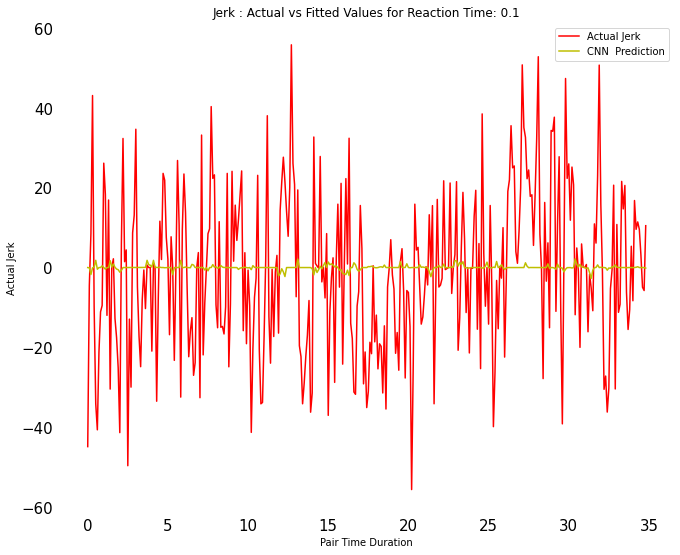 Jerk : Actual vs Fitted Values for Reaction Time: 0.1
Actual Jerk
CNN  Prediction
60
40
20
0
−20
−40
−60
Actual Jerk
0 5 10 15 20 25 30 35
Pair Time Duration